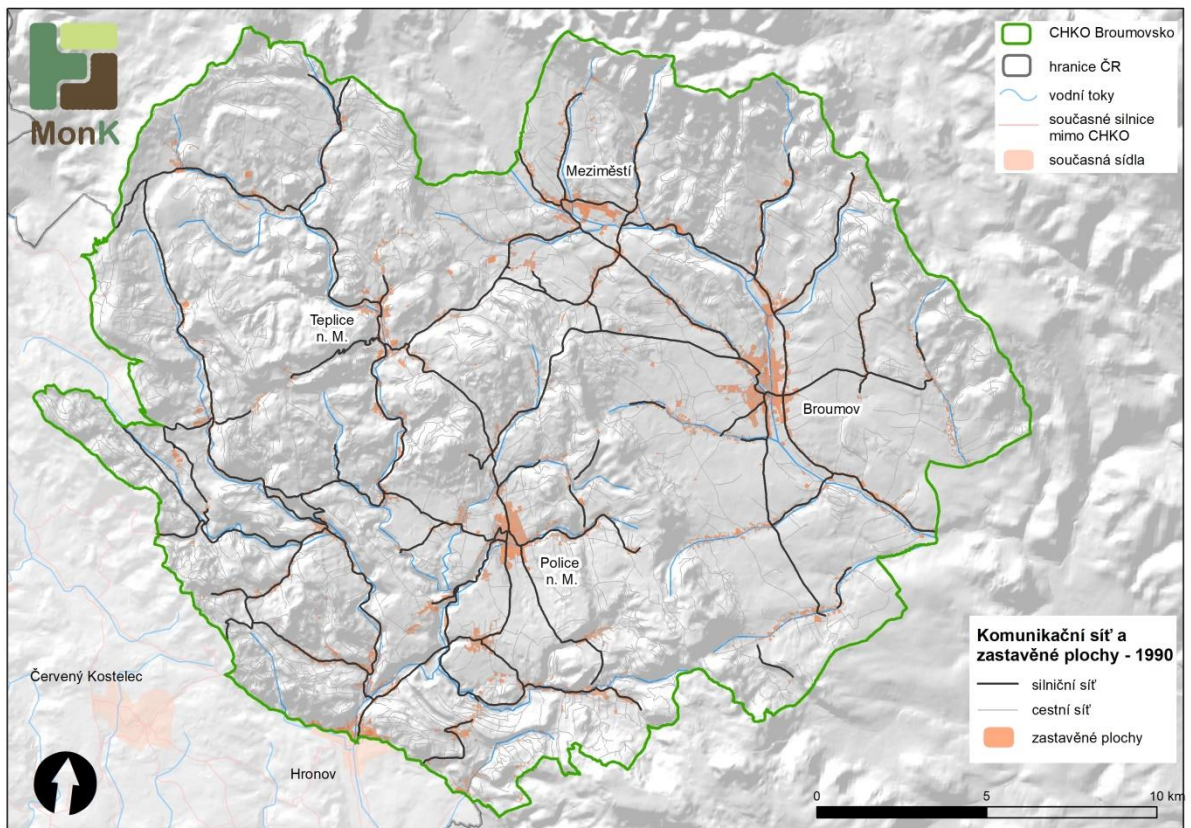 MonK
CHKO Broumovsko
hranice ČR
vodní toky
současné silnice
mimo CHKO
současná sídla
Meziměstí
Teplice
n. M.
Broumov
Police
n. M.
Červený Kostelec
Hronov
Komunikační síť a
zastavěné plochy - 1990
silniční síť
cestní síť
zastavěné plochy
0 5 10 km